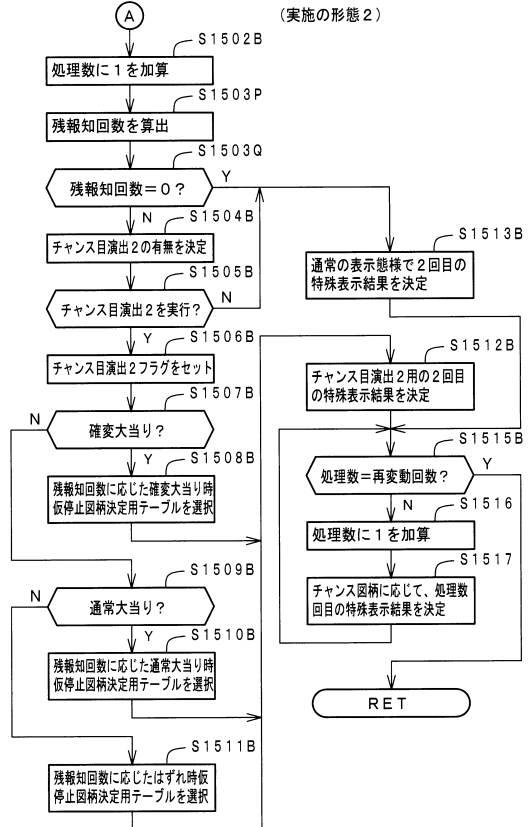 A
(実施の形態2)
S1502B
処理数に1を加算
S1503P
残報知回数を算出
S1503Q
残報知回数=0?
Y
N
S1504B
チャンス目演出2の有無を決定
S1505B
チャンス目演出2を実行?
N
Y
S1506B
チャンス目演出2フラグをセット
S1507B
N
確変大当り?
Y
S1508B
残報知回数に応じた確変大当り時
仮停止図柄決定用テーブルを選択
S1509B
N
通常大当り?
Y
S1510B
残報知回数に応じた通常大当り時
仮停止図柄決定用テーブルを選択
S1511B
残報知回数に応じたはずれ時仮
停止図柄決定用テーブルを選択
S1513B
通常の表示態様で2回目の
特殊表示結果を決定
S1512B
チャンス目演出2用の2回目
の特殊表示結果を決定
S1515B
処理数=再変動回数?
Y
N
S1516
処理数に1を加算
S1517
チャンス図柄に応じて、処理数
回目の特殊表示結果を決定
RET